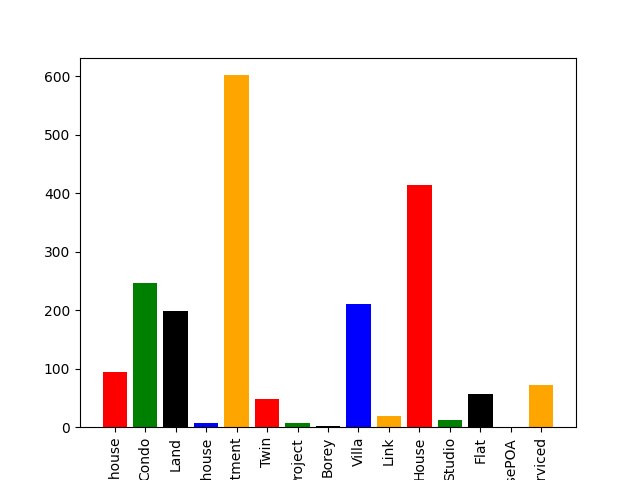 600
500
400
300
200
100
0
house
Condo
Land
house
tment
Twin
roject
Borey
Villa
Link
House
Studio
Flat
sePOA
rviced